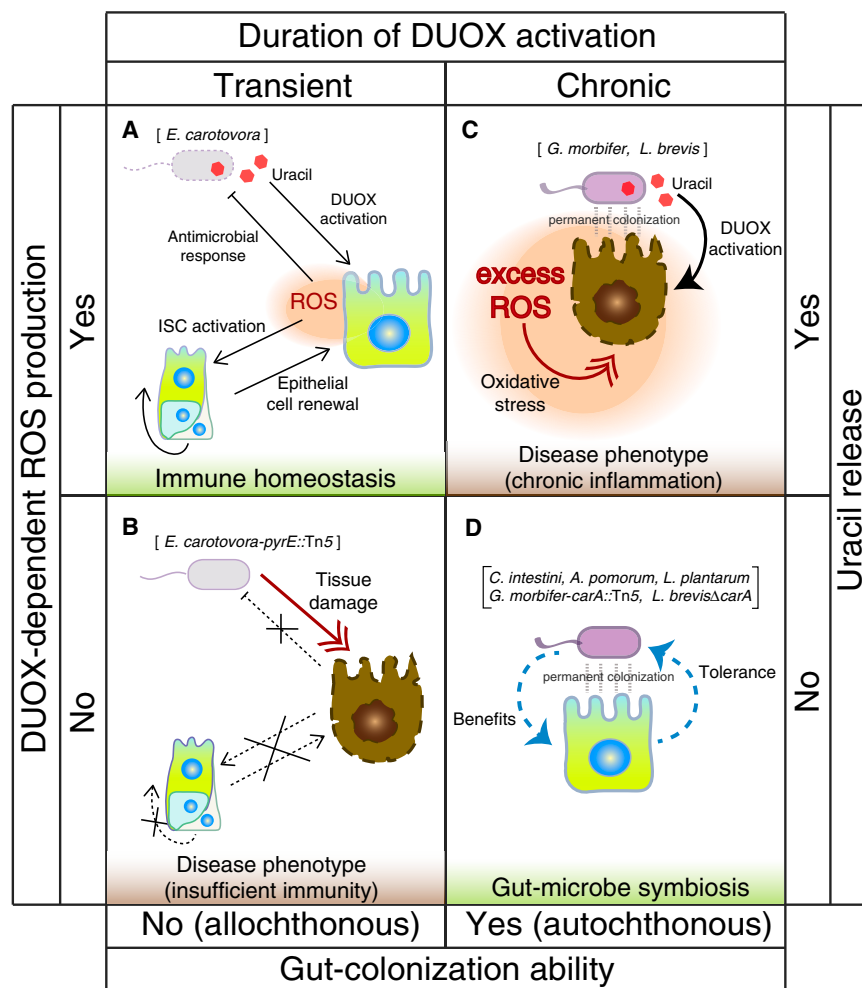 Duration of DUOX activation
Transient
Chronic
DUOX-dependent ROS production
Yes
No
A
[ E. carotovora ]
Uracil
DUOX
activation
Antimicrobial
response
ROS
ISC activation
Epithelial
cell renewal
Immune homeostasis
C
[ G. morbifer, L. brevis ]
Uracil
permanent colonization
DUOX
activation
excess
ROS
Oxidative
stress
Disease phenotype
(chronic inflammation)
B
[ E. carotovora-pyrE::Tn5 ]
Tissue
damage
Disease phenotype
(insufficient immunity)
D
[ C. intestini, A. pomorum, L. plantarum
G. morbifer-carA::Tn5, L. brevisΔcarA ]
permanent colonization
Tolerance
Benefits
Gut-microbe symbiosis
Yes
No
Uracil release
No (allochthonous)
Yes (autochthonous)
Gut-colonization ability